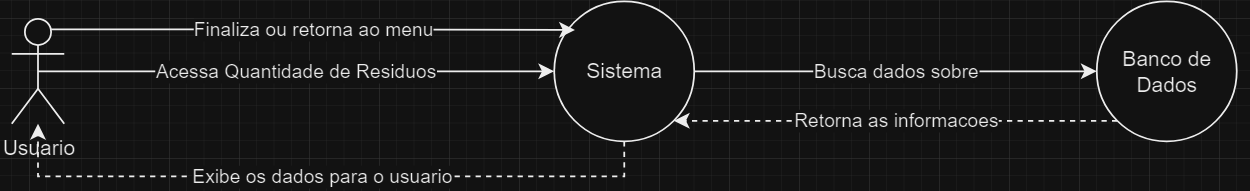 Finaliza ou retorna ao menu
Acessa Quantidade de Residuos
Sistema
Busca dados sobre
Banco de
Dados
Retorna as informacoes
Usuario
Exibe os dados para o usuario